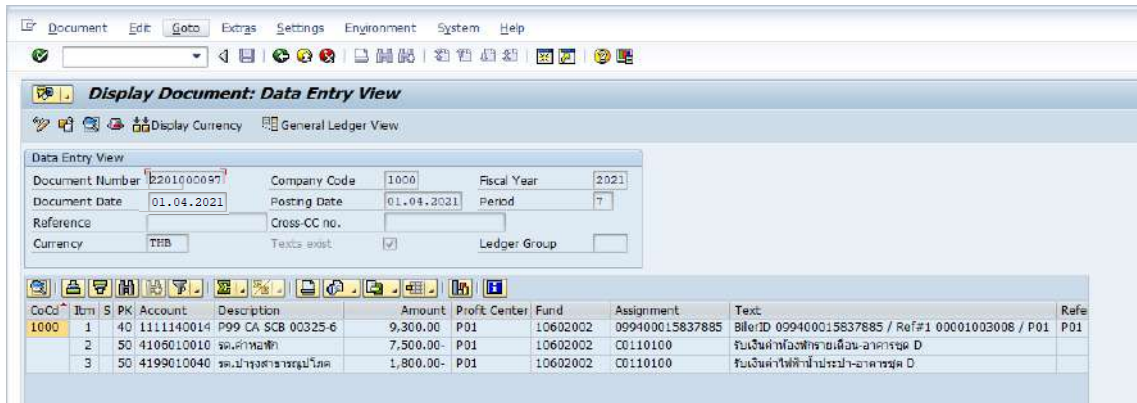 Document Edit Goto Extras Settings Environment System Help
Display Document: Data Entry View
Display Currency General Ledger View
Data Entry View
Document Number 2201000097 Company Code 1000 Fiscal Year 2021
Document Date 01.04.2021 Posting Date 01.04.2021 Period 7
Reference Cross-CC no.
Currency THB Texts exist Ledger Group
CoCd Itm S PK Account Description Amount Profit Center Fund Assignment Text Refe
1000 1 40 1111140014 P99 CA SCB 00325-6 9,300.00 P01 10602002 099400015837885 BillerID 099400015837885 / Ref#1 00001003008 / P01 P01
2 50 4106010010 รด.ค่าหอพัก 7,500.00- P01 10602002 C0110100 รับเงินค่าห้องพักรายเดือน-อาคารชุด D
3 50 4199010040 รด.บำรุงสาธารณูปโภค 1,800.00- P01 10602002 C0110100 รับเงินค่าไฟฟ้าน้ำประปา-อาคารชุด D